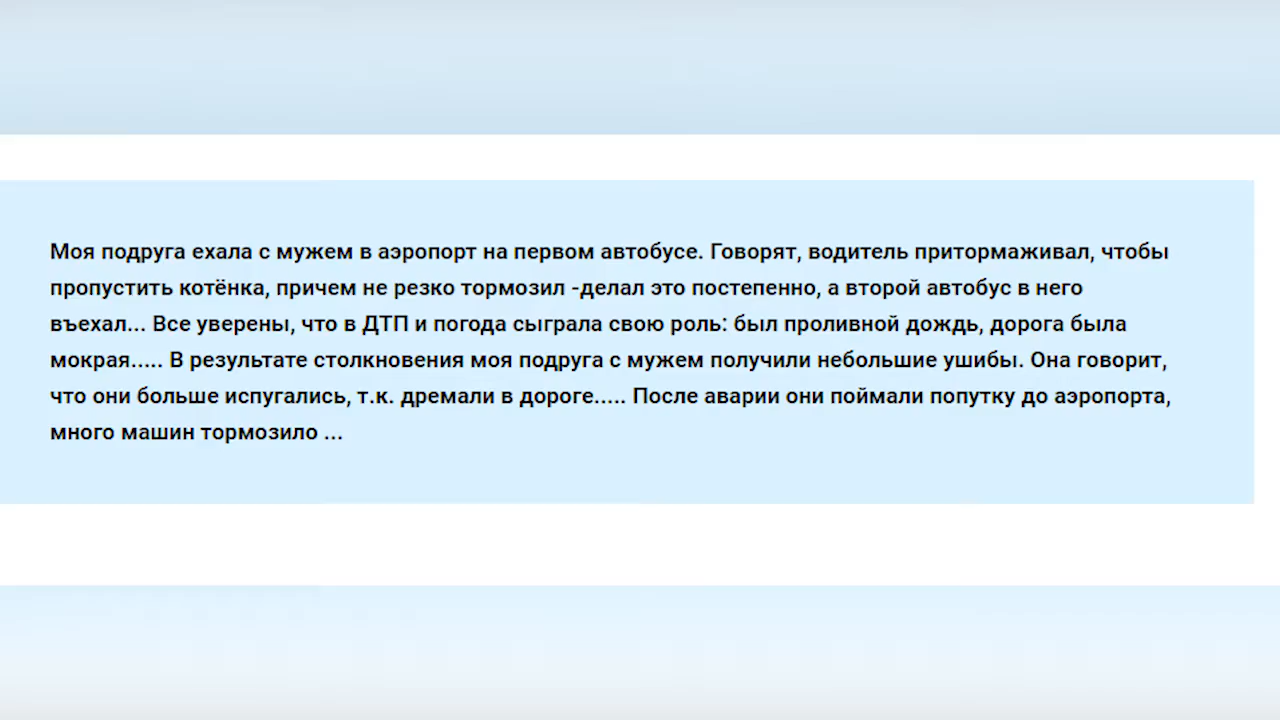 Моя подруга ехала с мужем в аэропорт на первом автобусе. Говорят, водитель притормаживал, чтобы
пропустить котёнка, причем не резко тормозил -делал это постепенно, а второй автобус в него
въехал... Все уверены, что в ДТП и погода сыграла свою роль: был проливной дождь, дорога была
мокрая..... В результате столкновения моя подруга с мужем получили небольшие ушибы. Она говорит,
что они больше испугались, т.к. дремали в дороге..... После аварии они поймали попутку до аэропорта,
много машин тормозило ...